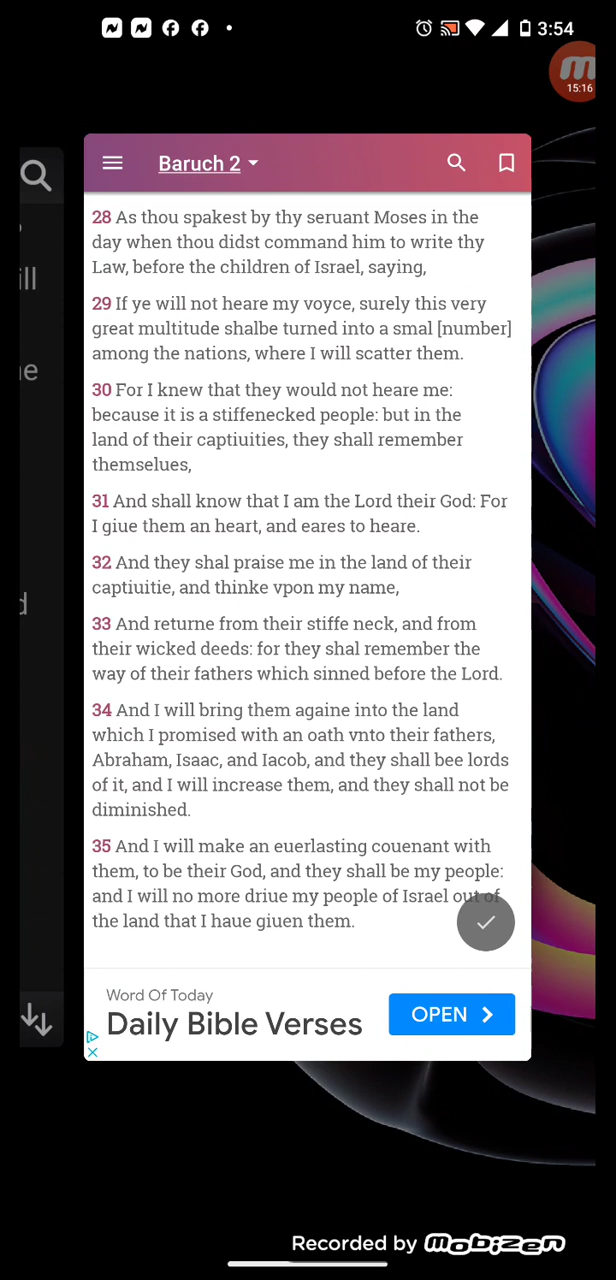 3:54
15:16
Baruch 2
28 As thou spakest by thy seruant Moses in the
day when thou didst command him to write thy
Law, before the children of Israel, saying,
29 If ye will not heare my voyce, surely this very
great multitude shalbe turned into a smal [number]
among the nations, where I will scatter them.
30 For I knew that they would not heare me:
because it is a stiffenecked people: but in the
land of their captiuities, they shall remember
themselues,
31 And shall know that I am the Lord their God: For
I giue them an heart, and eares to heare.
32 And they shal praise me in the land of their
captiuitie, and thinke vpon my name,
33 And returne from their stiffe neck, and from
their wicked deeds: for they shal remember the
way of their fathers which sinned before the Lord.
34 And I will bring them againe into the land
which I promised with an oath vnto their fathers,
Abraham, Isaac, and Iacob, and they shall bee lords
of it, and I will increase them, and they shall not be
diminished.
35 And I will make an euerlasting couenant with
them, to be their God, and they shall be my people:
and I will no more driue my people of Israel out of
the land that I haue giuen them.
Word Of Today
Daily Bible Verses
OPEN
Recorded by mobizen